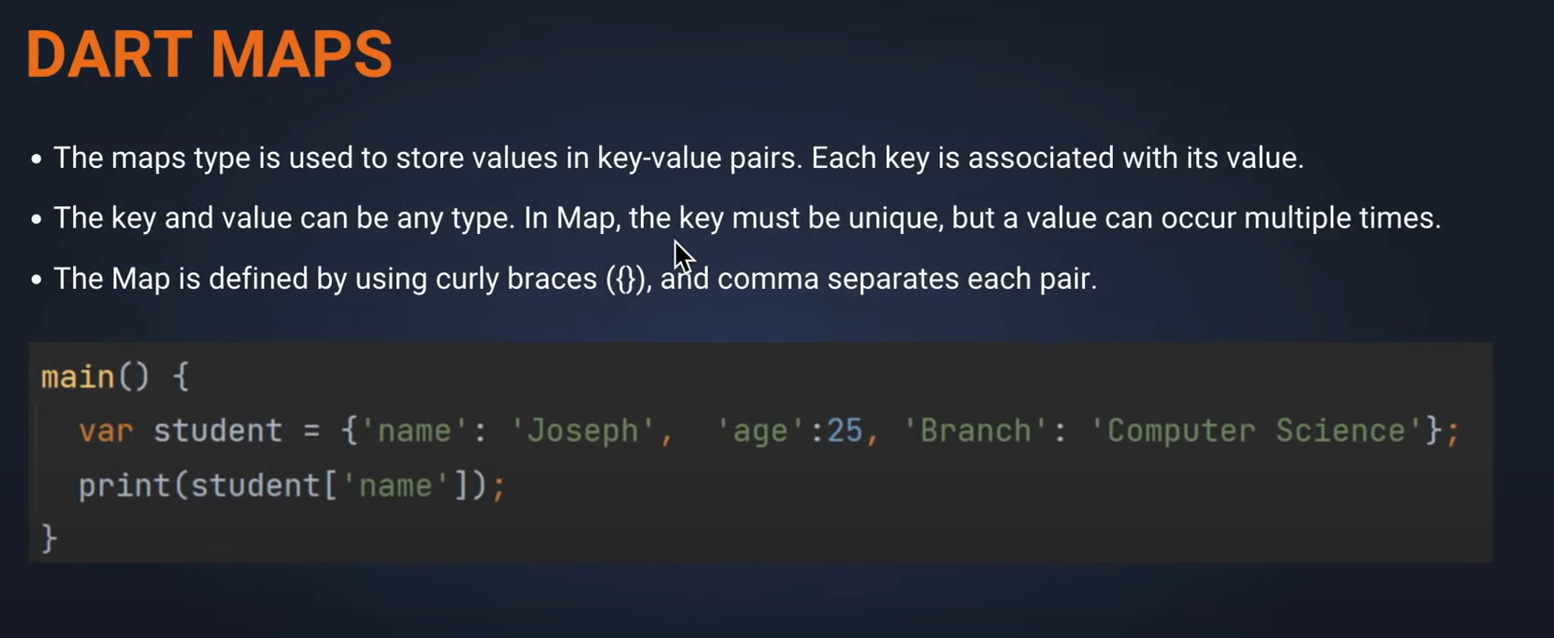 DART MAPS
• The maps type is used to store values in key-value pairs. Each key is associated with its value.
• The key and value can be any type. In Map, the key must be unique, but a value can occur multiple times.
• The Map is defined by using curly braces ({}), and comma separates each pair.
main() {
  var student = {'name': 'Joseph',  'age':25, 'Branch': 'Computer Science'};
  print(student['name']);
}